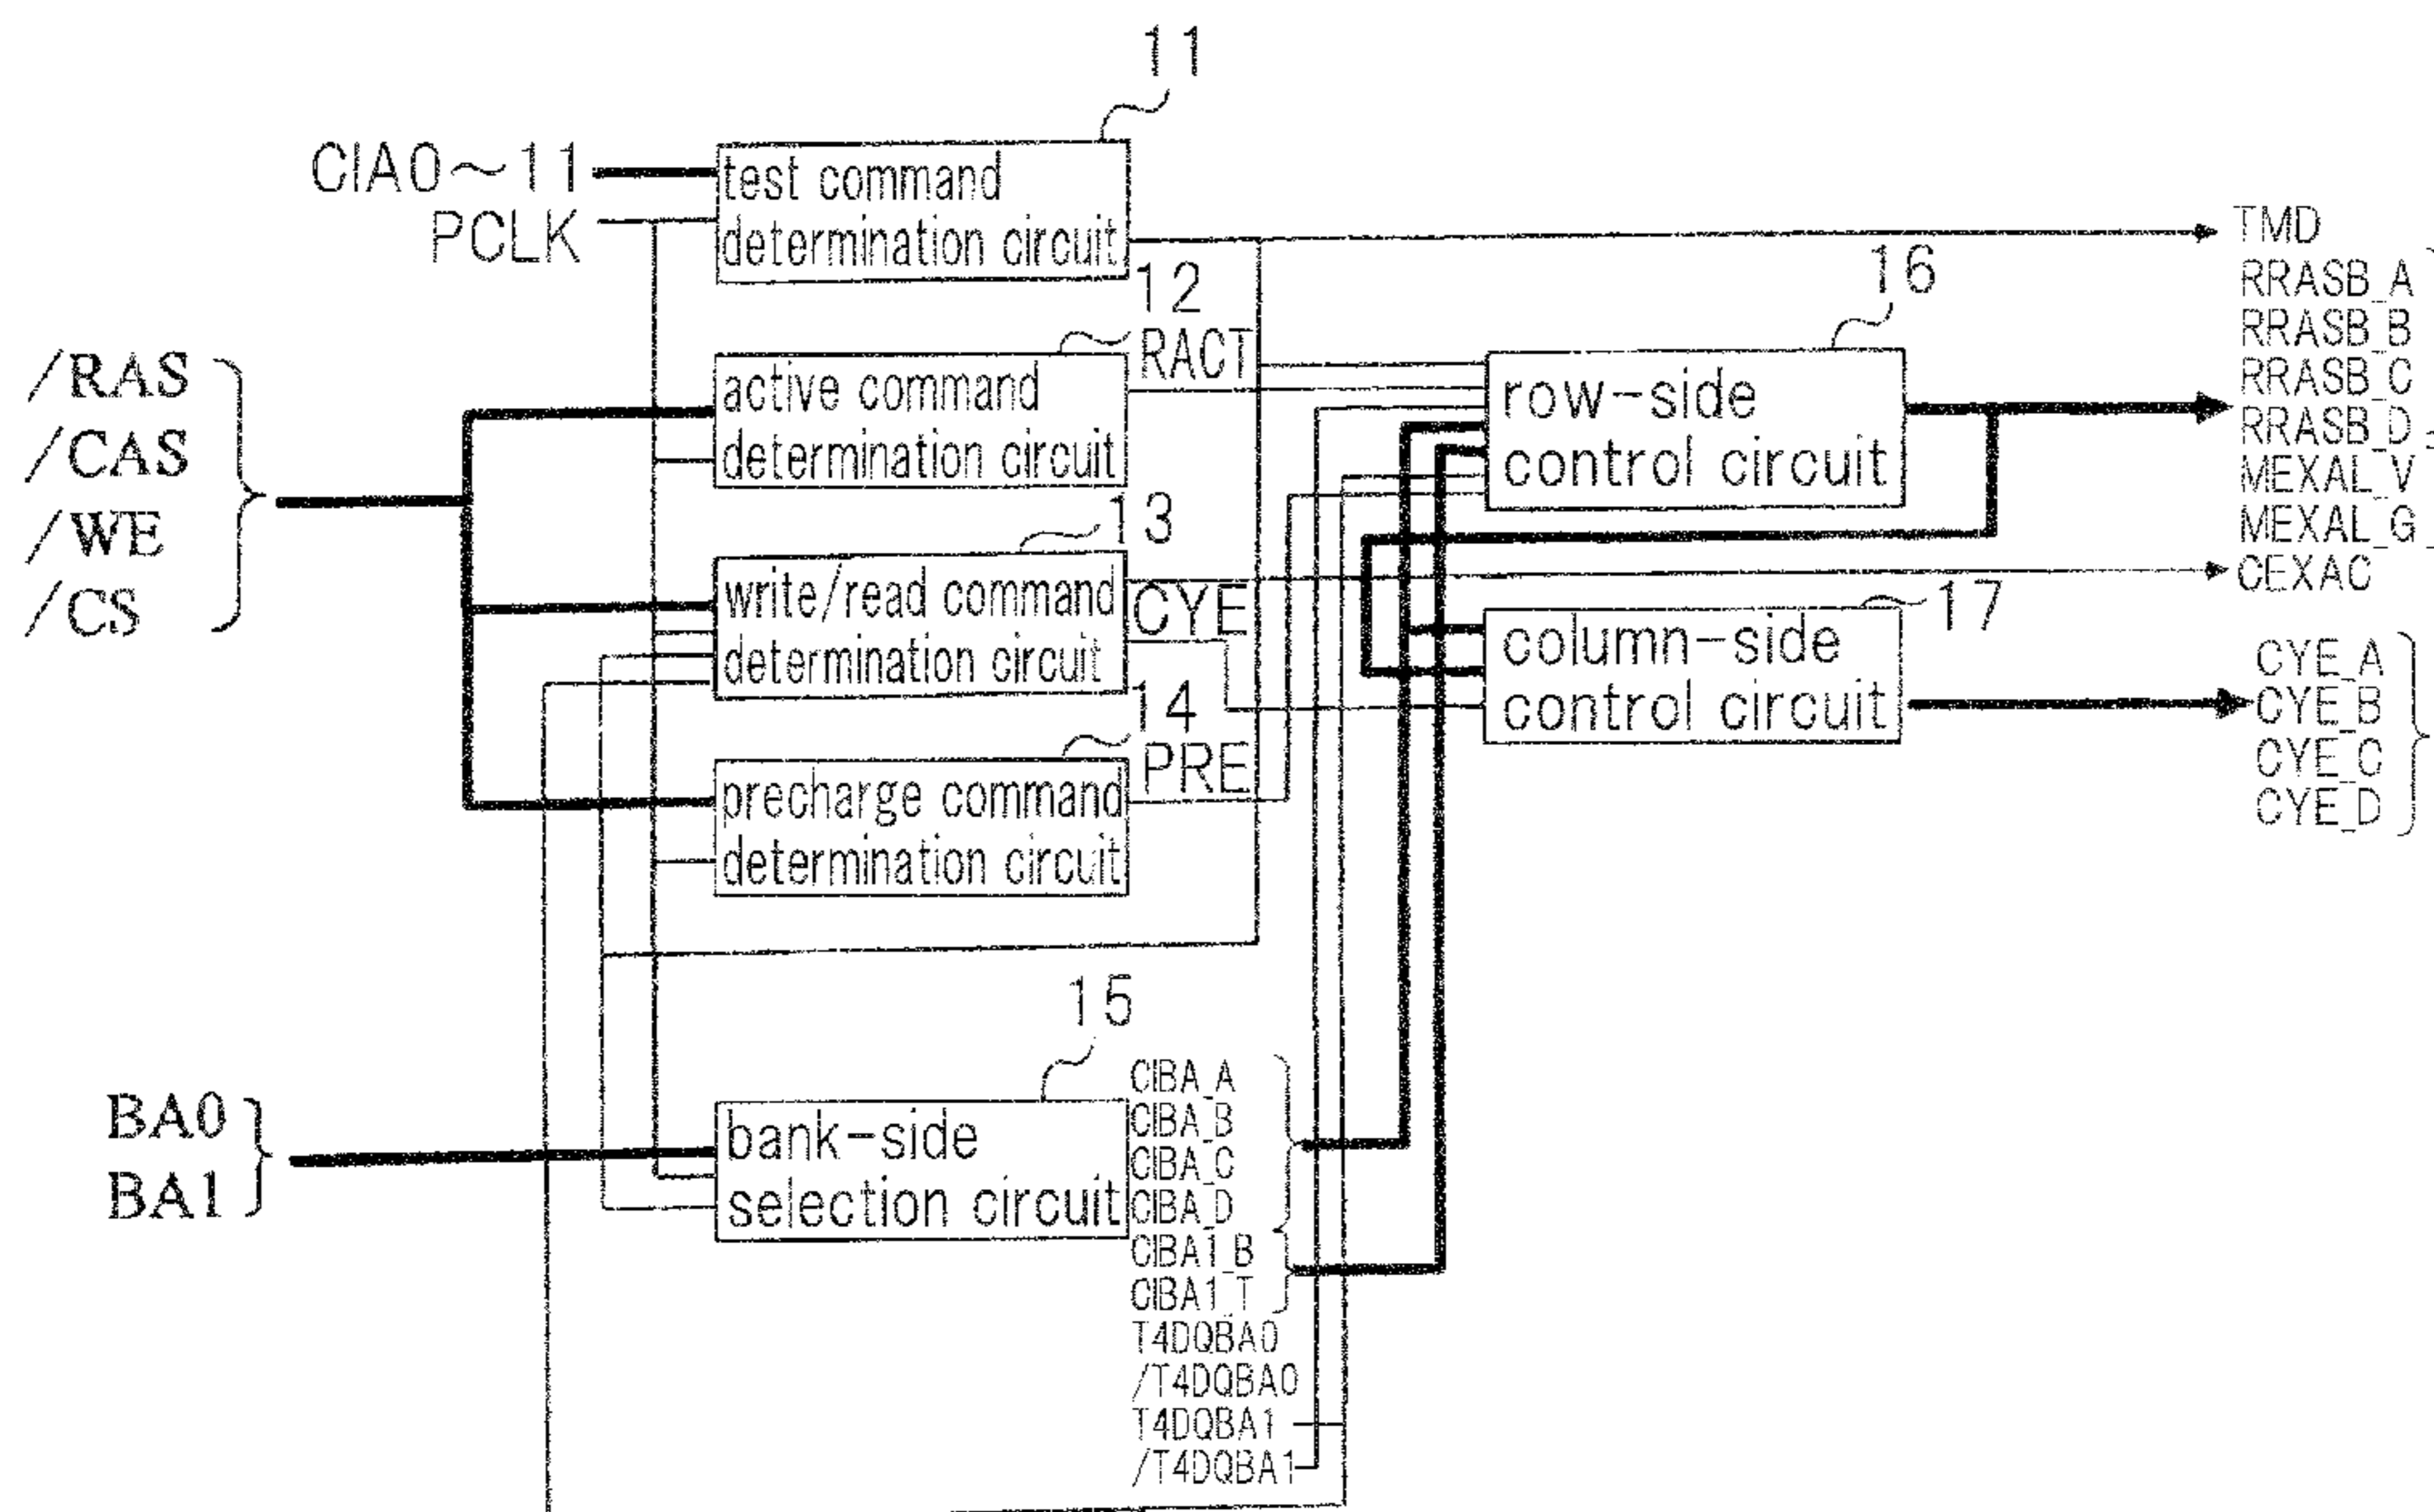 11
CIA0~11
PCLK
test command
determination circuit
TMD
RRASB_A
RRASB_B
RRASB_C
RRASB_D
MEXAL_V
MEXAL_G
CEXAC
12
RACT
16
/RAS
/CAS
/WE
/CS
active command
determination circuit
row-side
control circuit
13
write/read command
determination circuit
CYE
17
column-side
control circuit
CYE_A
CYE_B
CYE_C
CYE_D
14
PRE
precharge command
determination circuit
15
BA0
BA1
bank-side
selection circuit
CIBA_A
CIBA_B
CIBA_C
CIBA_D
CIBA1_B
CIBA1_T
T4DQBA0
/T4DQBA0
T4DQBA1
/T4DQBA1